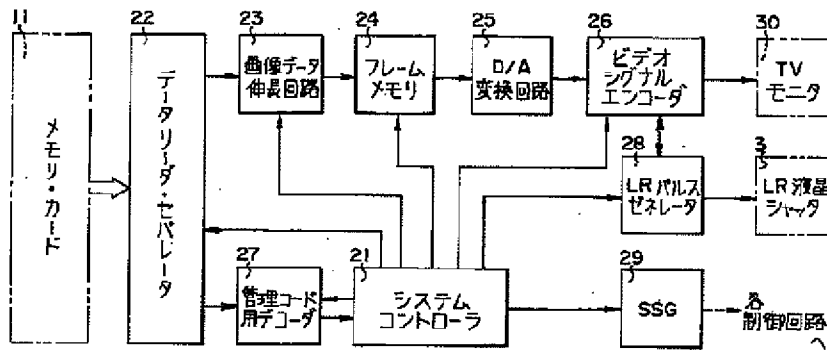 11
メモリ・カード
22
データリーダ・セパレータ
23
画像データ
伸長回路
24
フレーム
メモリ
25
D/A
変換回路
26
ビデオ
シグナル
エンコーダ
30
TV
モニタ
28
LRパルス
ゼネレータ
3
LR液晶
シャッタ
27
管理コード
用デコーダ
21
システム
コントローラ
29
SSG
各
制御回路